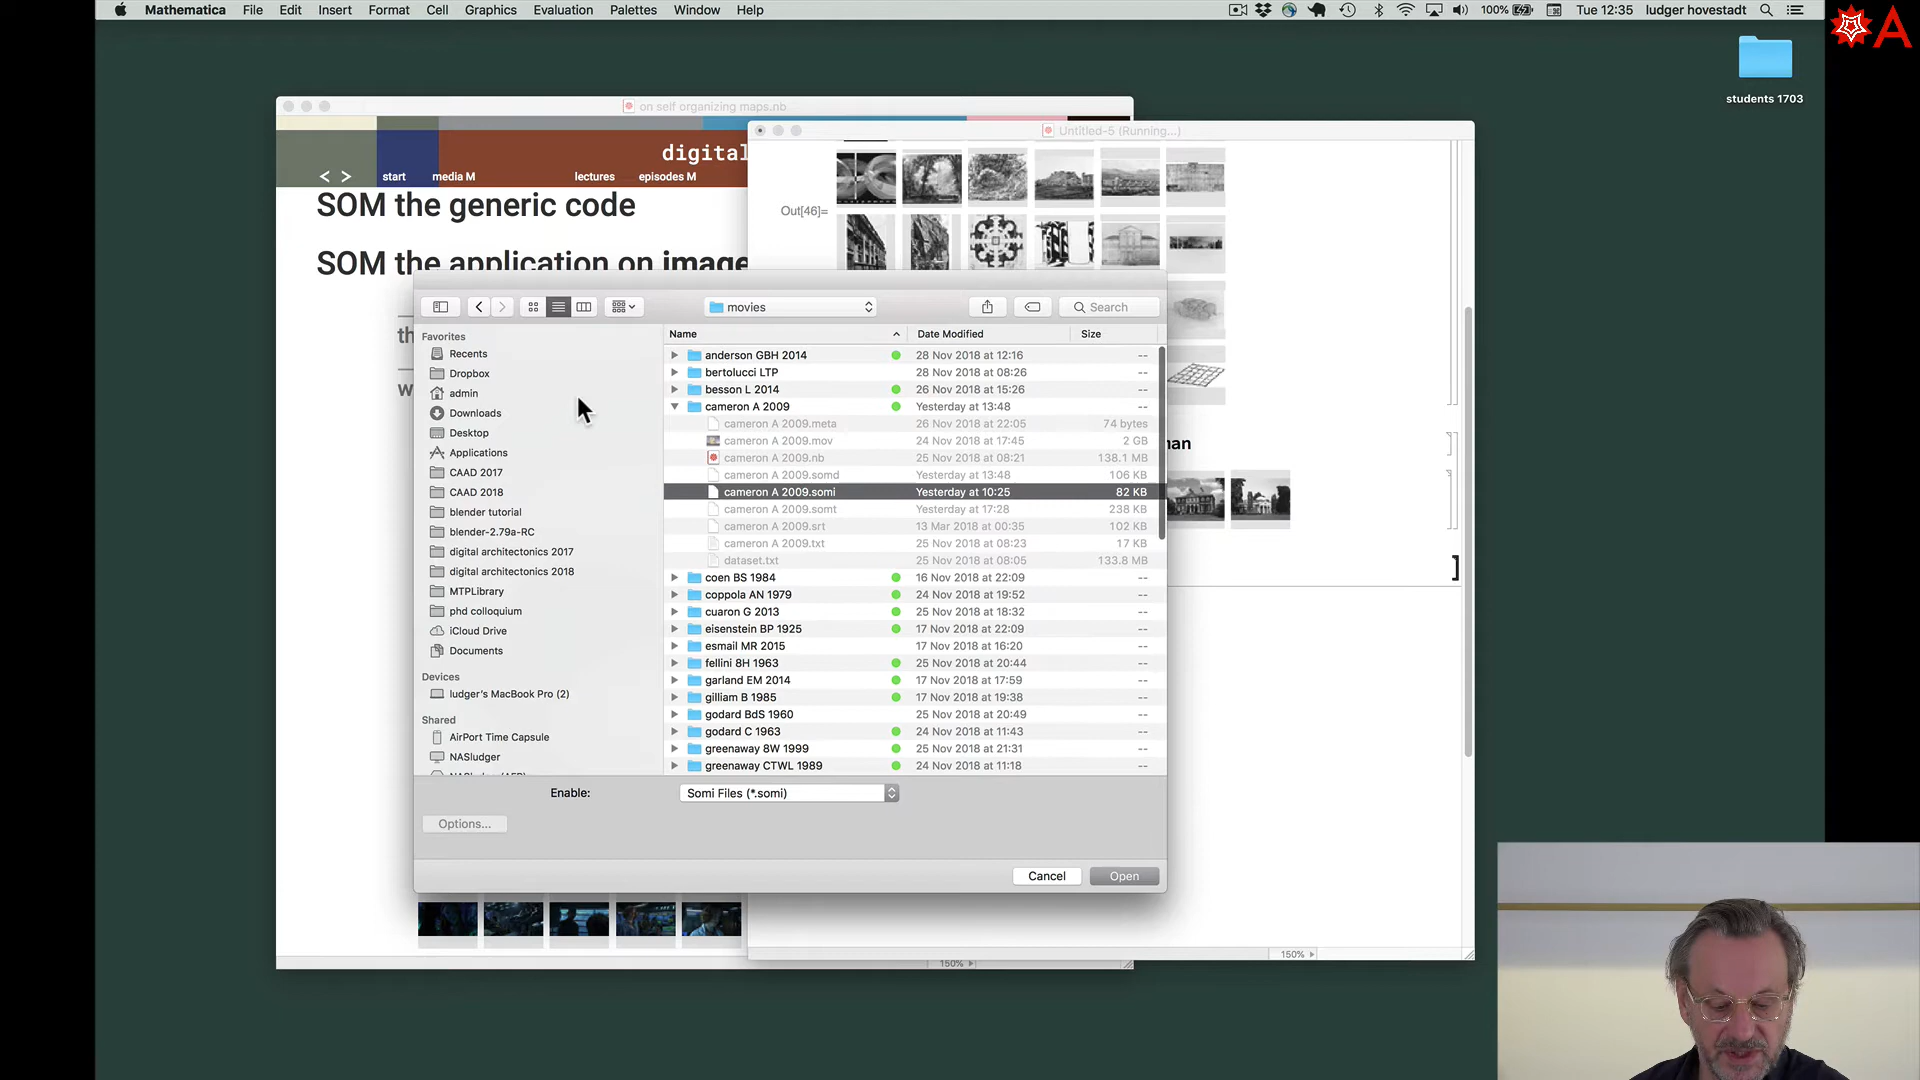 Mathematica File Edit Insert Format Cell Graphics Evaluation Palettes Window Help
100% Tue 12:35 ludger hovestadt
A
students 1703
on self organizing maps.nb
Untitled-5 (Running...)
digital
< > start media M lectures episodes M
SOM the generic code
SOM the application on image
Out[46]=
movies
Search
Favorites
Recents
Dropbox
admin
Downloads
Desktop
Applications
CAAD 2017
CAAD 2018
blender tutorial
blender-2.79a-RC
digital architectonics 2017
digital architectonics 2018
MTPLibrary
phd colloquium
iCloud Drive
Documents
Devices
ludger's MacBook Pro (2)
Shared
AirPort Time Capsule
NASludger
Name Date Modified Size
anderson GBH 2014 28 Nov 2018 at 12:16 --
bertolucci LTP 28 Nov 2018 at 08:26 --
besson L 2014 26 Nov 2018 at 15:26 --
cameron A 2009 Yesterday at 13:48 --
cameron A 2009.meta 26 Nov 2018 at 22:05 74 bytes
cameron A 2009.mov 24 Nov 2018 at 17:45 2 GB
cameron A 2009.nb 25 Nov 2018 at 08:21 138.1 MB
cameron A 2009.somd Yesterday at 13:48 106 KB
cameron A 2009.somi Yesterday at 10:25 82 KB
cameron A 2009.somt Yesterday at 17:28 238 KB
cameron A 2009.srt 13 Mar 2018 at 00:35 102 KB
cameron A 2009.txt 25 Nov 2018 at 08:23 17 KB
dataset.txt 25 Nov 2018 at 08:05 133.8 MB
coen BS 1984 16 Nov 2018 at 22:09 --
coppola AN 1979 24 Nov 2018 at 19:52 --
cuaron G 2013 25 Nov 2018 at 18:32 --
eisenstein BP 1925 17 Nov 2018 at 22:09 --
esmail MR 2015 17 Nov 2018 at 16:20 --
fellini 8H 1963 25 Nov 2018 at 20:44 --
garland EM 2014 17 Nov 2018 at 17:59 --
gilliam B 1985 17 Nov 2018 at 19:38 --
godard BdS 1960 25 Nov 2018 at 20:49 --
godard C 1963 24 Nov 2018 at 11:43 --
greenaway 8W 1999 25 Nov 2018 at 21:31 --
greenaway CTWL 1989 24 Nov 2018 at 11:18 --
Enable: Somi Files (*.somi)
Options...
Cancel Open
150%
150%